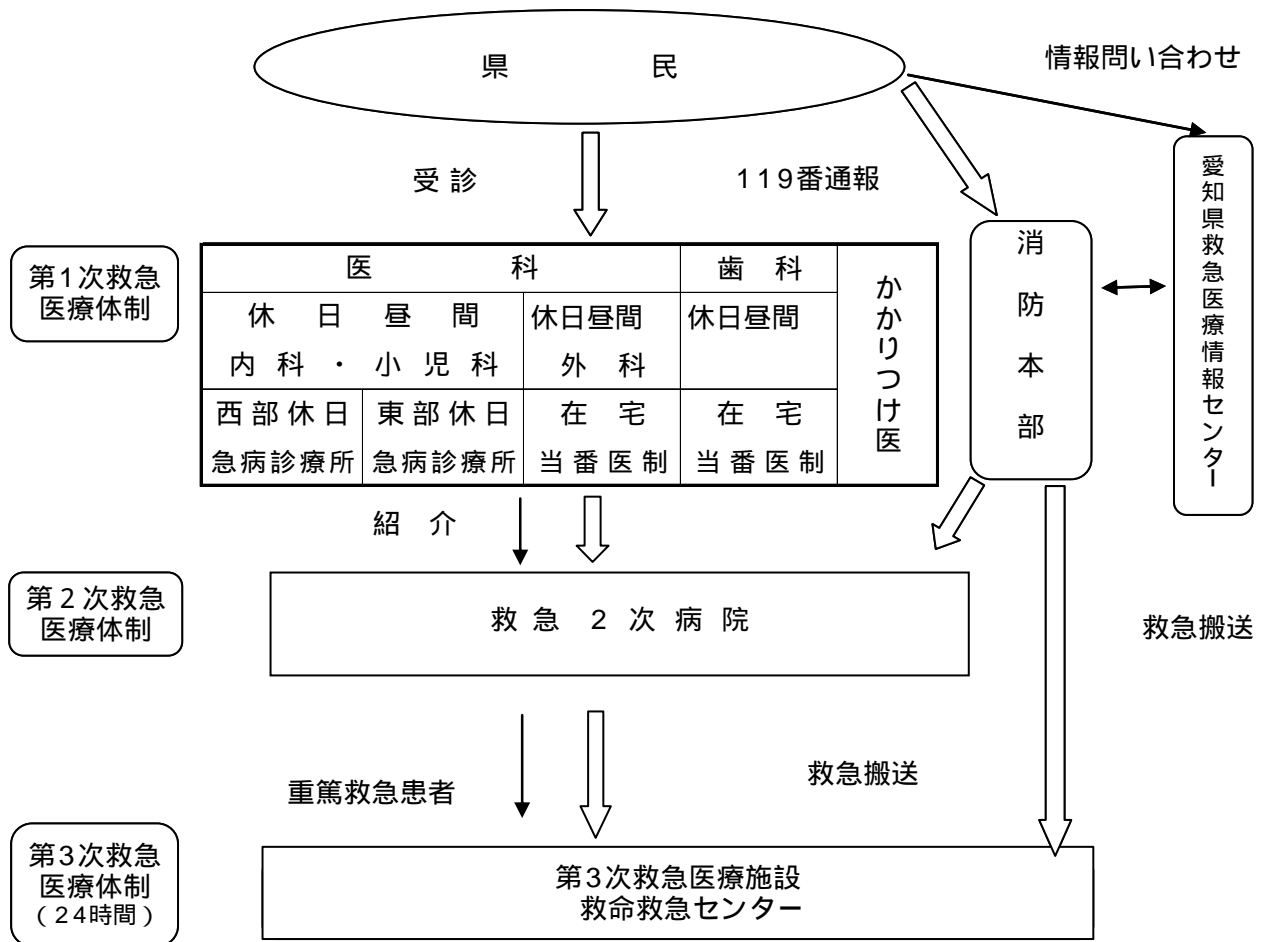 県 民
情報問い合わせ
受診
119番通報
愛知県救急医療情報センター
消防本部
第1次救急
医療体制
医 科
歯 科
かかりつけ医
休日昼間
内科・小児科
休日昼間
外 科
休日昼間
西部休日
急病診療所
東部休日
急病診療所
在 宅
当番医制
在 宅
当番医制
紹 介
第2次救急
医療体制
救急 2次病院
救急搬送
重篤救急患者
救急搬送
第3次救急
医療体制
(24時間)
第3次救急医療施設
救命救急センター